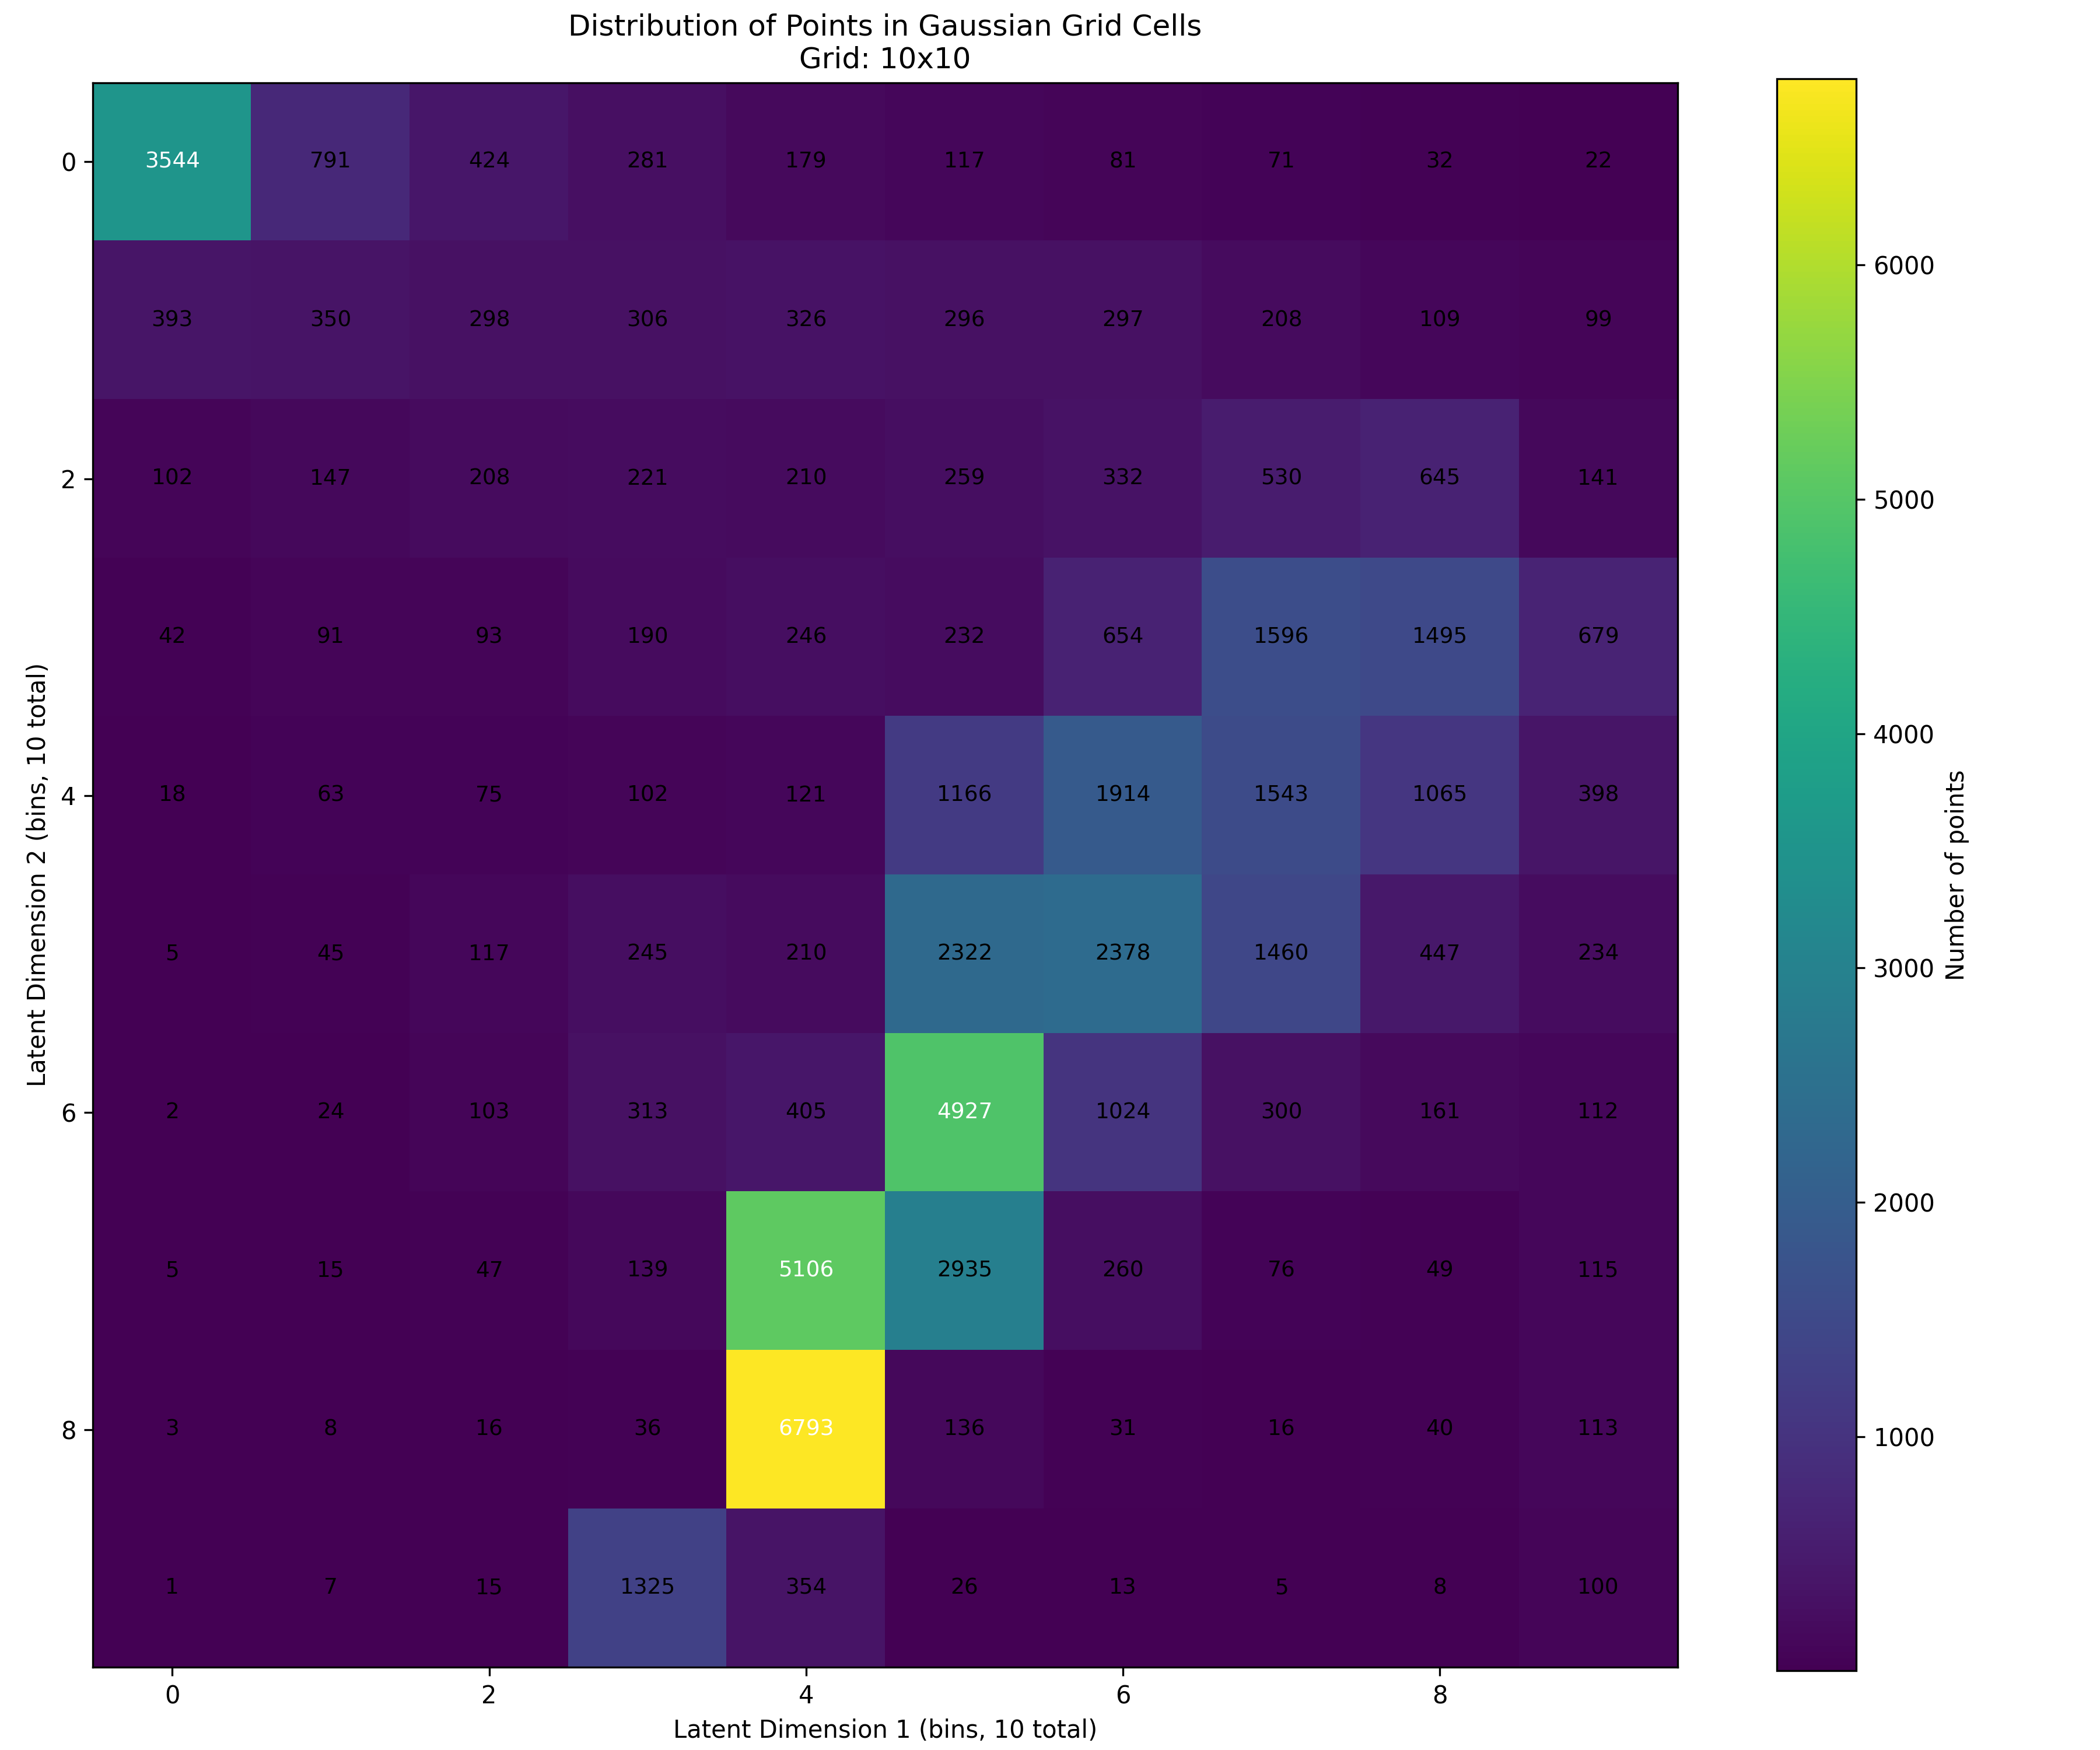 Distribution of Points in Gaussian Grid Cells
Grid: 10x10
0 3544 791 424 281 179 117 81 71 32 22
393 350 298 306 326 296 297 208 109 99
2 102 147 208 221 210 259 332 530 645 141
42 91 93 190 246 232 654 1596 1495 679
4 18 63 75 102 121 1166 1914 1543 1065 398
5 45 117 245 210 2322 2378 1460 447 234
6 2 24 103 313 405 4927 1024 300 161 112
5 15 47 139 5106 2935 260 76 49 115
8 3 8 16 36 6793 136 31 16 40 113
1 7 15 1325 354 26 13 5 8 100
0 2 4 6 8
Latent Dimension 1 (bins, 10 total)
Latent Dimension 2 (bins, 10 total)
6000
5000
4000
3000
2000
1000
Number of points